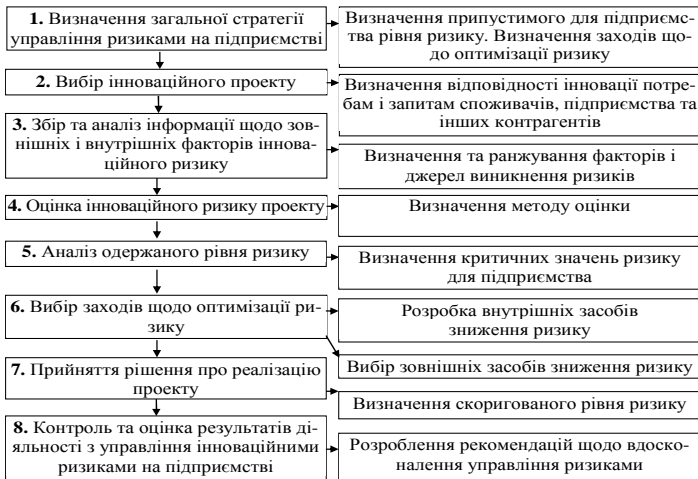 1. Визначення загальної стратегії
управління ризиками на підприємстві
Визначення припустимого для підприєм-
ства рівня ризику. Визначення заходів що-
до оптимізації ризику
2. Вибір інноваційного проекту
Визначення відповідності інновації потре-
бам і запитам споживачів, підприємства та
інших контрагентів
3. Збір та аналіз інформації щодо зов-
нішніх і внутрішніх факторів іннова-
ційного ризику
Визначення та ранжування факторів і
джерел виникнення ризиків
4. Оцінка інноваційного ризику проекту
Визначення методу оцінки
5. Аналіз одержаного рівня ризику
Визначення критичних значень ризику
для підприємства
6. Вибір заходів щодо оптимізації ри-
зику
Розробка внутрішніх засобів
зниження ризику
Вибір зовнішніх засобів зниження ризику
7. Прийняття рішення про реалізацію
проекту
Визначення скоригованого рівня ризику
8. Контроль та оцінка результатів ді-
яльності з управління інноваційними
ризиками на підприємстві
Розроблення рекомендацій щодо вдоско-
налення управління ризиками